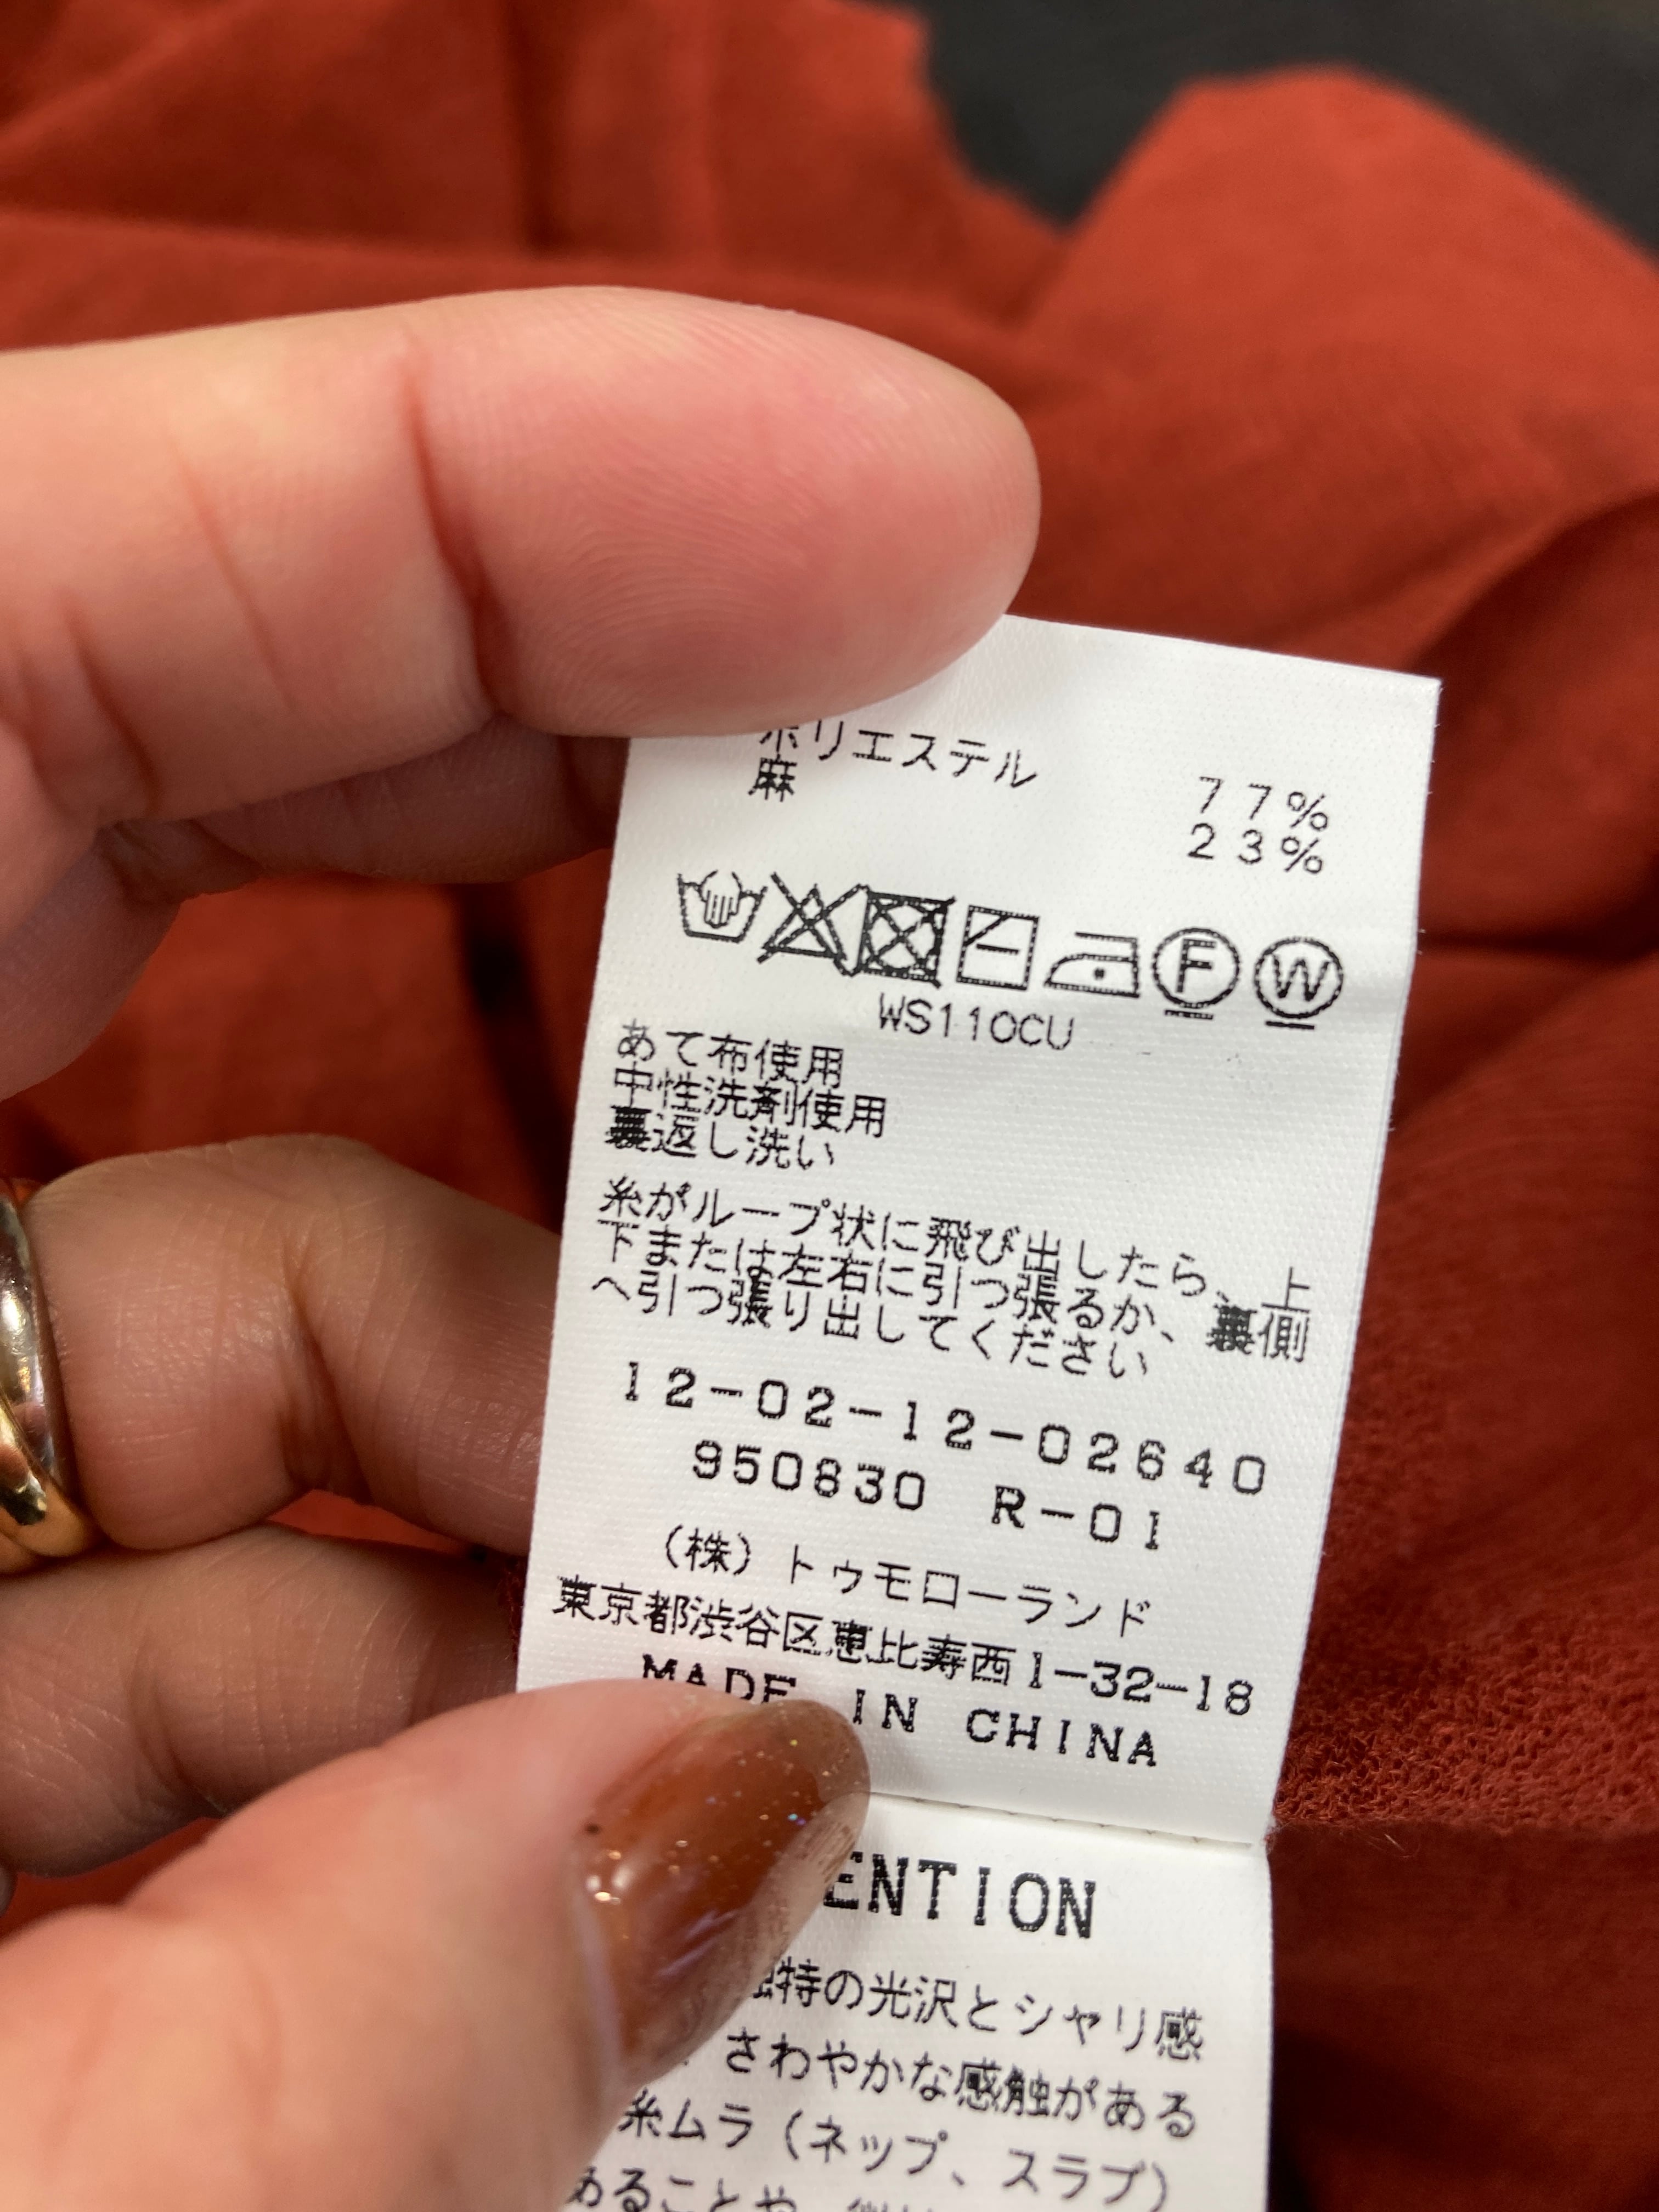 ポリエステル 77%
麻 23%
F W
WS110CU
あて布使用
中性洗剤使用
裏返し洗い
糸がループ状に飛び出したら、上
下または左右に引つ張るか、裏側
へ引つ張り出してください
12-02-12-02640
950830 R-01
(株)トゥモローランド
東京都渋谷区恵比寿西1-32-18
MADE IN CHINA
ENTION
独特の光沢とシャリ感
さわやかな感触がある
糸ムラ(ネップ、スラブ)
あることや